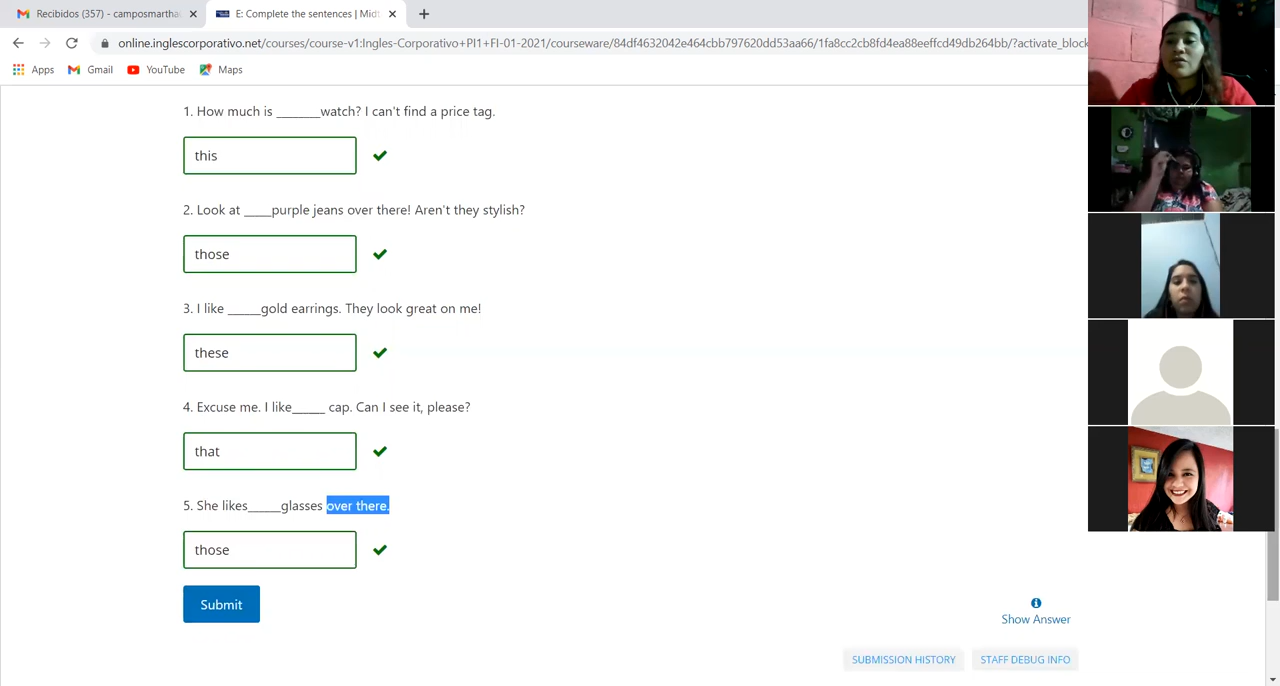 Recibidos (357) - camposmartha
E: Complete the sentences | Midt
online.inglescorporativo.net/courses/course-v1:Ingles-Corporativo+PI1+FI-01-2021/courseware/84df4632042e464cbb797620dd53aa66/1fa8cc2cb8fd4ea88eeffcd49db264bb/?activate_block
Apps Gmail YouTube Maps
1. How much is _______watch? I can't find a price tag.
this
2. Look at _____purple jeans over there! Aren't they stylish?
those
3. I like ______gold earrings. They look great on me!
these
4. Excuse me. I like______ cap. Can I see it, please?
that
5. She likes______glasses over there.
those
Submit
Show Answer
SUBMISSION HISTORY STAFF DEBUG INFO